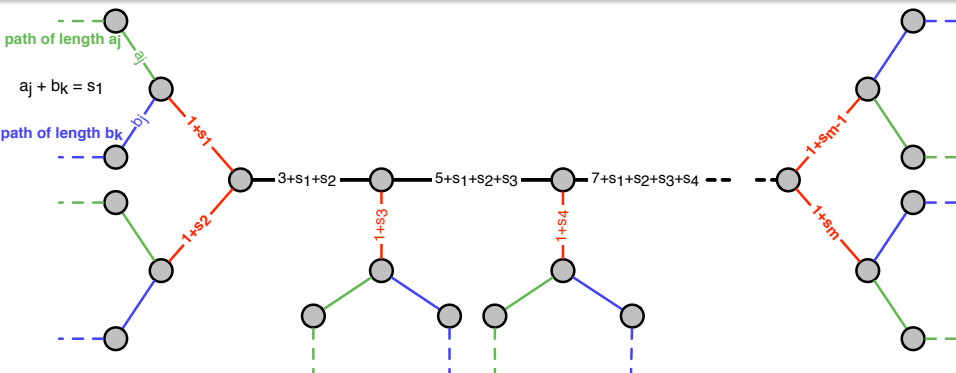 path of length aj
aj
aj + bk = s1
path of length bk
bj
1+s1
1+s2
3+s1+s2
5+s1+s2+s3
7+s1+s2+s3+s4
1+s3
1+s4
1+sm-1
1+sm